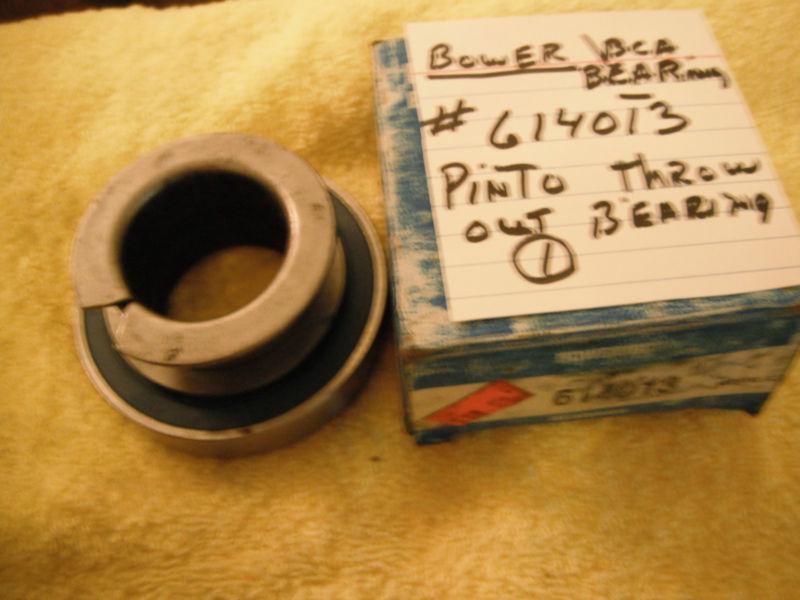 BOWER \BCA
BEARing
# 614013
PiNTO THROW
OUT BEARING
1
614013